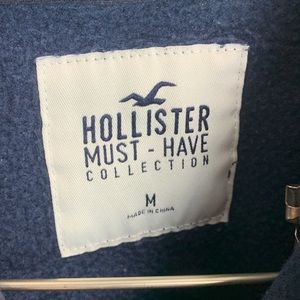 HOLLISTER
MUST - HAVE
COLLECTION
M
MADE IN CHINA